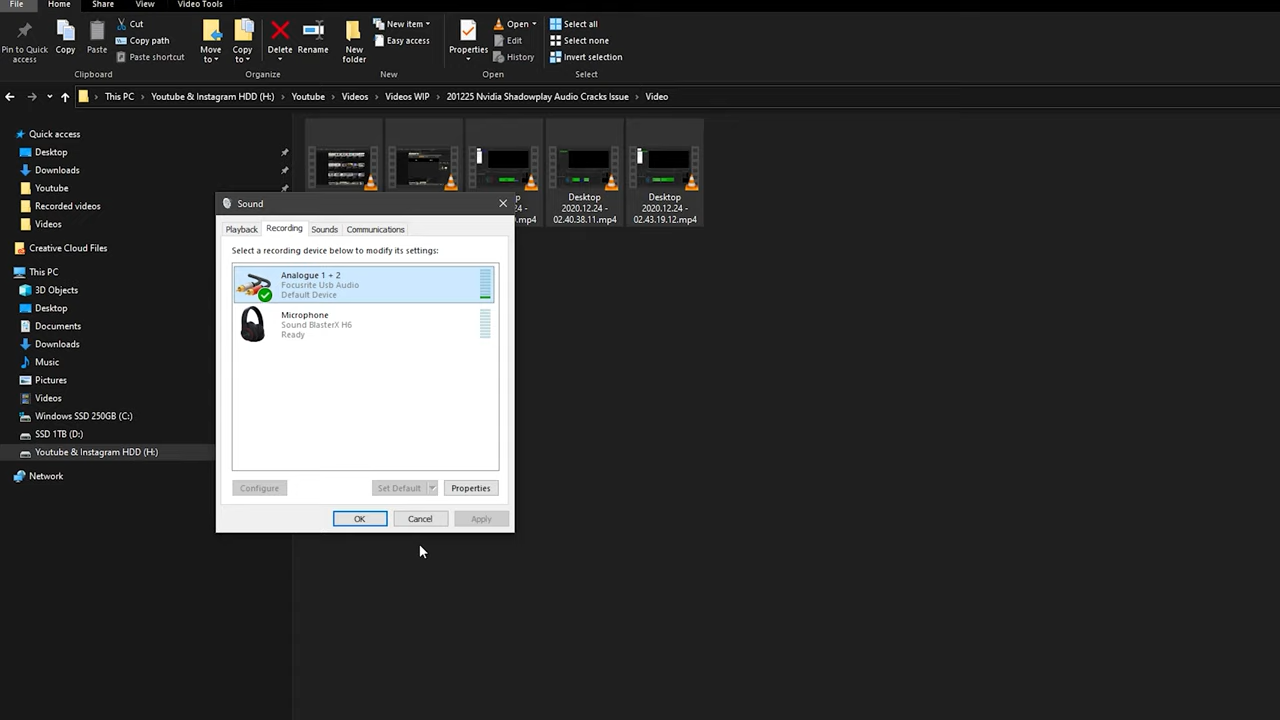 File Home Share View Video Tools
Pin to Quick access
Copy
Paste
Cut
Copy path
Paste shortcut
Clipboard
Move to
Copy to
Delete
Rename
Organize
New folder
New item
Easy access
New
Properties
Open
Edit
History
Open
Select all
Select none
Invert selection
Select
This PC > Youtube & Instagram HDD (H:) > Youtube > Videos > Videos WIP > 201225 Nvidia Shadowplay Audio Cracks Issue > Video
Quick access
Desktop
Downloads
Youtube
Recorded videos
Videos
Creative Cloud Files
This PC
3D Objects
Desktop
Documents
Downloads
Music
Pictures
Videos
Windows SSD 250GB (C:)
SSD 1TB (D:)
Youtube & Instagram HDD (H:)
Network
Desktop
2020.12.24 -
02.40.38.11.mp4
Desktop
2020.12.24 -
02.43.19.12.mp4
Sound
Playback Recording Sounds Communications
Select a recording device below to modify its settings:
Analogue 1 + 2
Focusrite Usb Audio
Default Device
Microphone
Sound BlasterX H6
Ready
Configure Set Default Properties
OK Cancel Apply